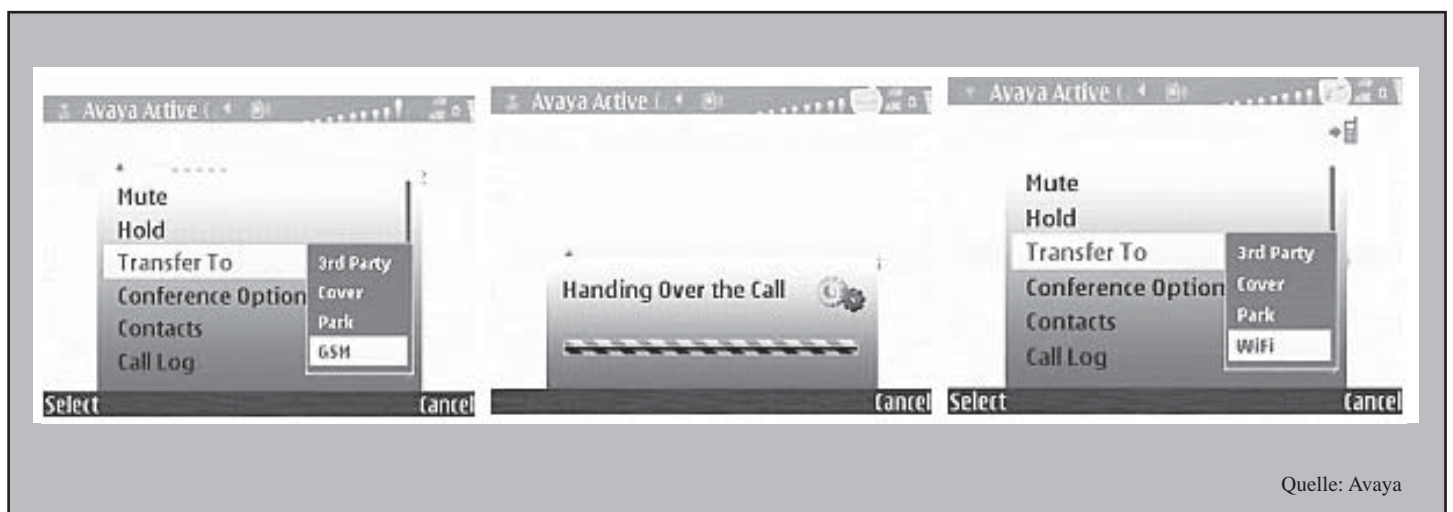 Avaya Active (
Mute
Hold
Transfer To
3rd Party
Conference Option
Cover
Contacts
Park
Call Log
GSM
Select
Cancel
Avaya Active (
Handing Over the Call
Cancel
Avaya Active (
Mute
Hold
Transfer To
3rd Party
Conference Option
Cover
Contacts
Park
Call Log
WiFi
Select
Cancel
Quelle: Avaya